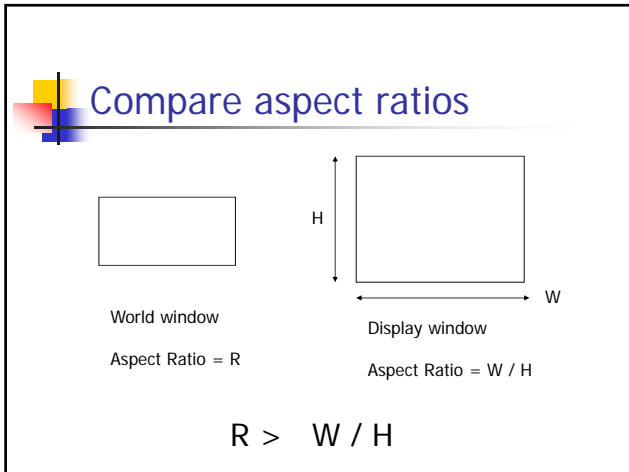 Compare aspect ratios
H
W
World window
Display window
Aspect Ratio = R
Aspect Ratio = W / H
R > W / H